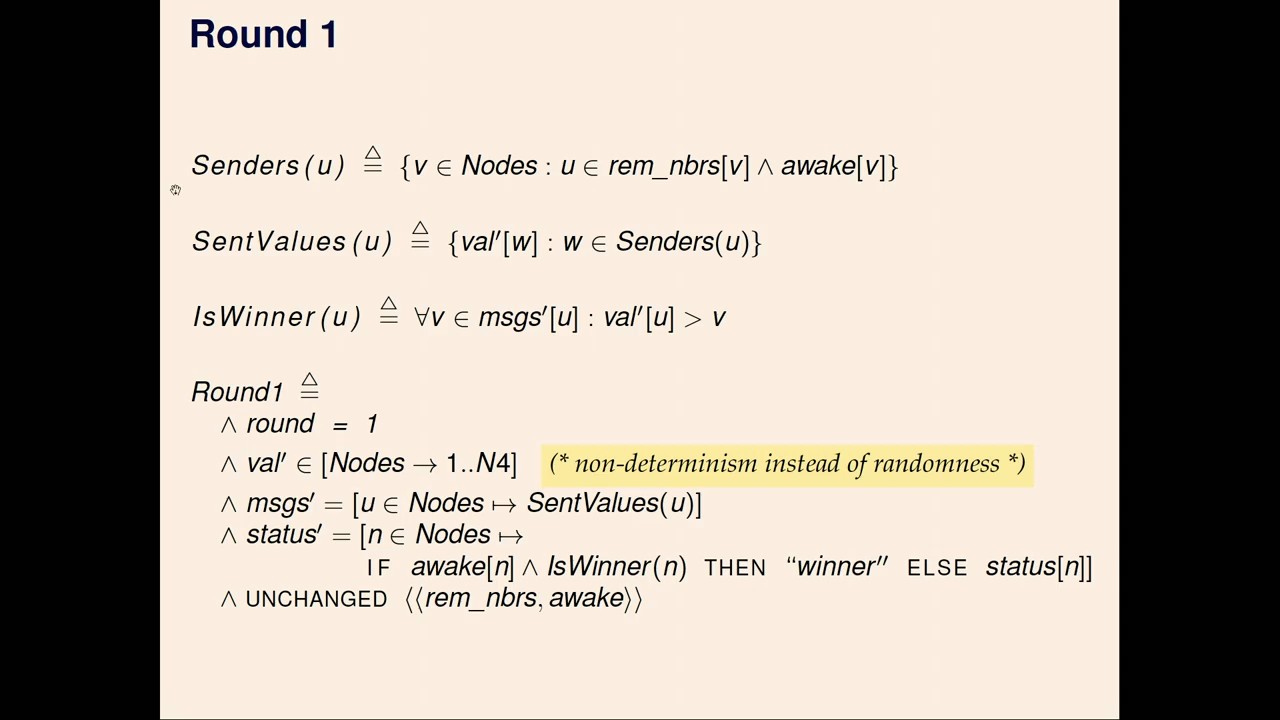 Round 1
Senders(u) ≜ {v ∈ Nodes : u ∈ rem_nbrs[v] ∧ awake[v]}
SentValues(u) ≜ {val′[w] : w ∈ Senders(u)}
IsWinner(u) ≜ ∀v ∈ msgs′[u] : val′[u] > v
Round1 ≜
∧ round = 1
∧ val′ ∈ [Nodes → 1..N4] (* non-determinism instead of randomness *)
∧ msgs′ = [u ∈ Nodes ↦ SentValues(u)]
∧ status′ = [n ∈ Nodes ↦
IF awake[n] ∧ IsWinner(n) THEN “winner″ ELSE status[n]]
∧ UNCHANGED ⟨⟨rem_nbrs, awake⟩⟩